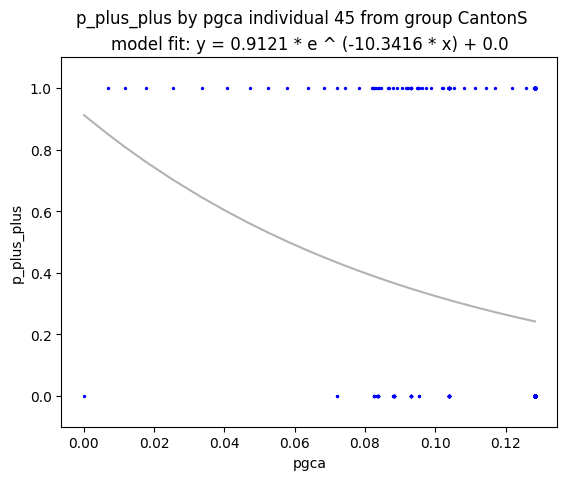 p_plus_plus by pgca individual 45 from group CantonS
model fit: y = 0.9121 * e ^ (-10.3416 * x) + 0.0
1.0
0.8
0.6
0.4
0.2
0.0
p_plus_plus
0.00 0.02 0.04 0.06 0.08 0.10 0.12
pgca